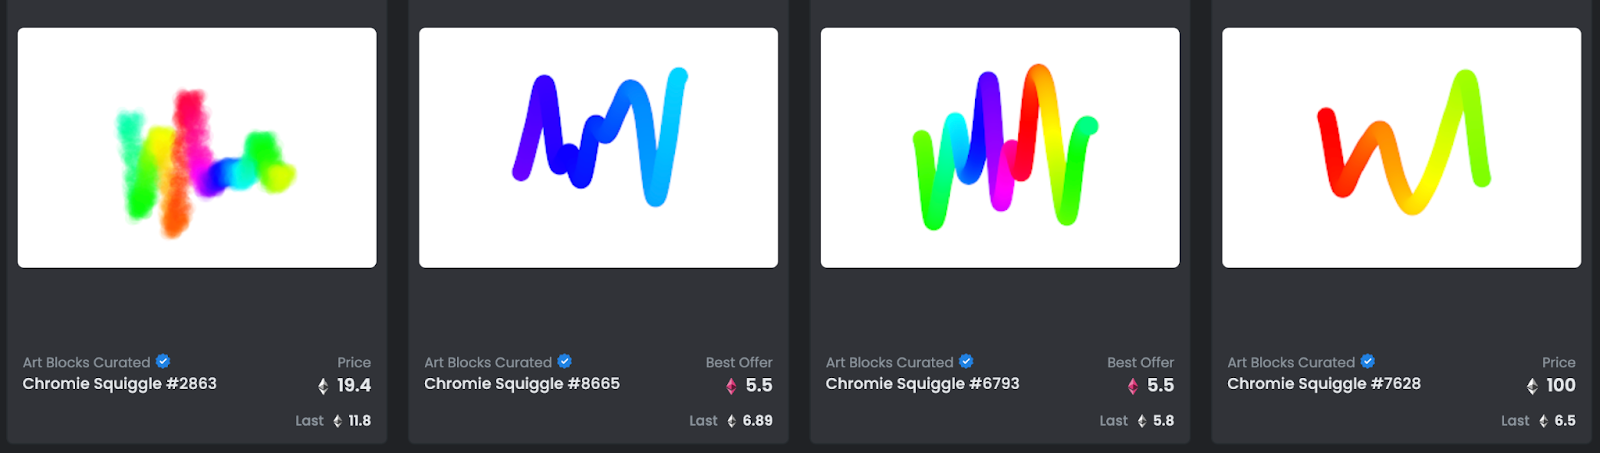 Art Blocks Curated Price
Chromie Squiggle #2863 19.4
Last 11.8
Art Blocks Curated Best Offer
Chromie Squiggle #8665 5.5
Last 6.89
Art Blocks Curated Best Offer
Chromie Squiggle #6793 5.5
Last 5.8
Art Blocks Curated Price
Chromie Squiggle #7628 100
Last 6.5